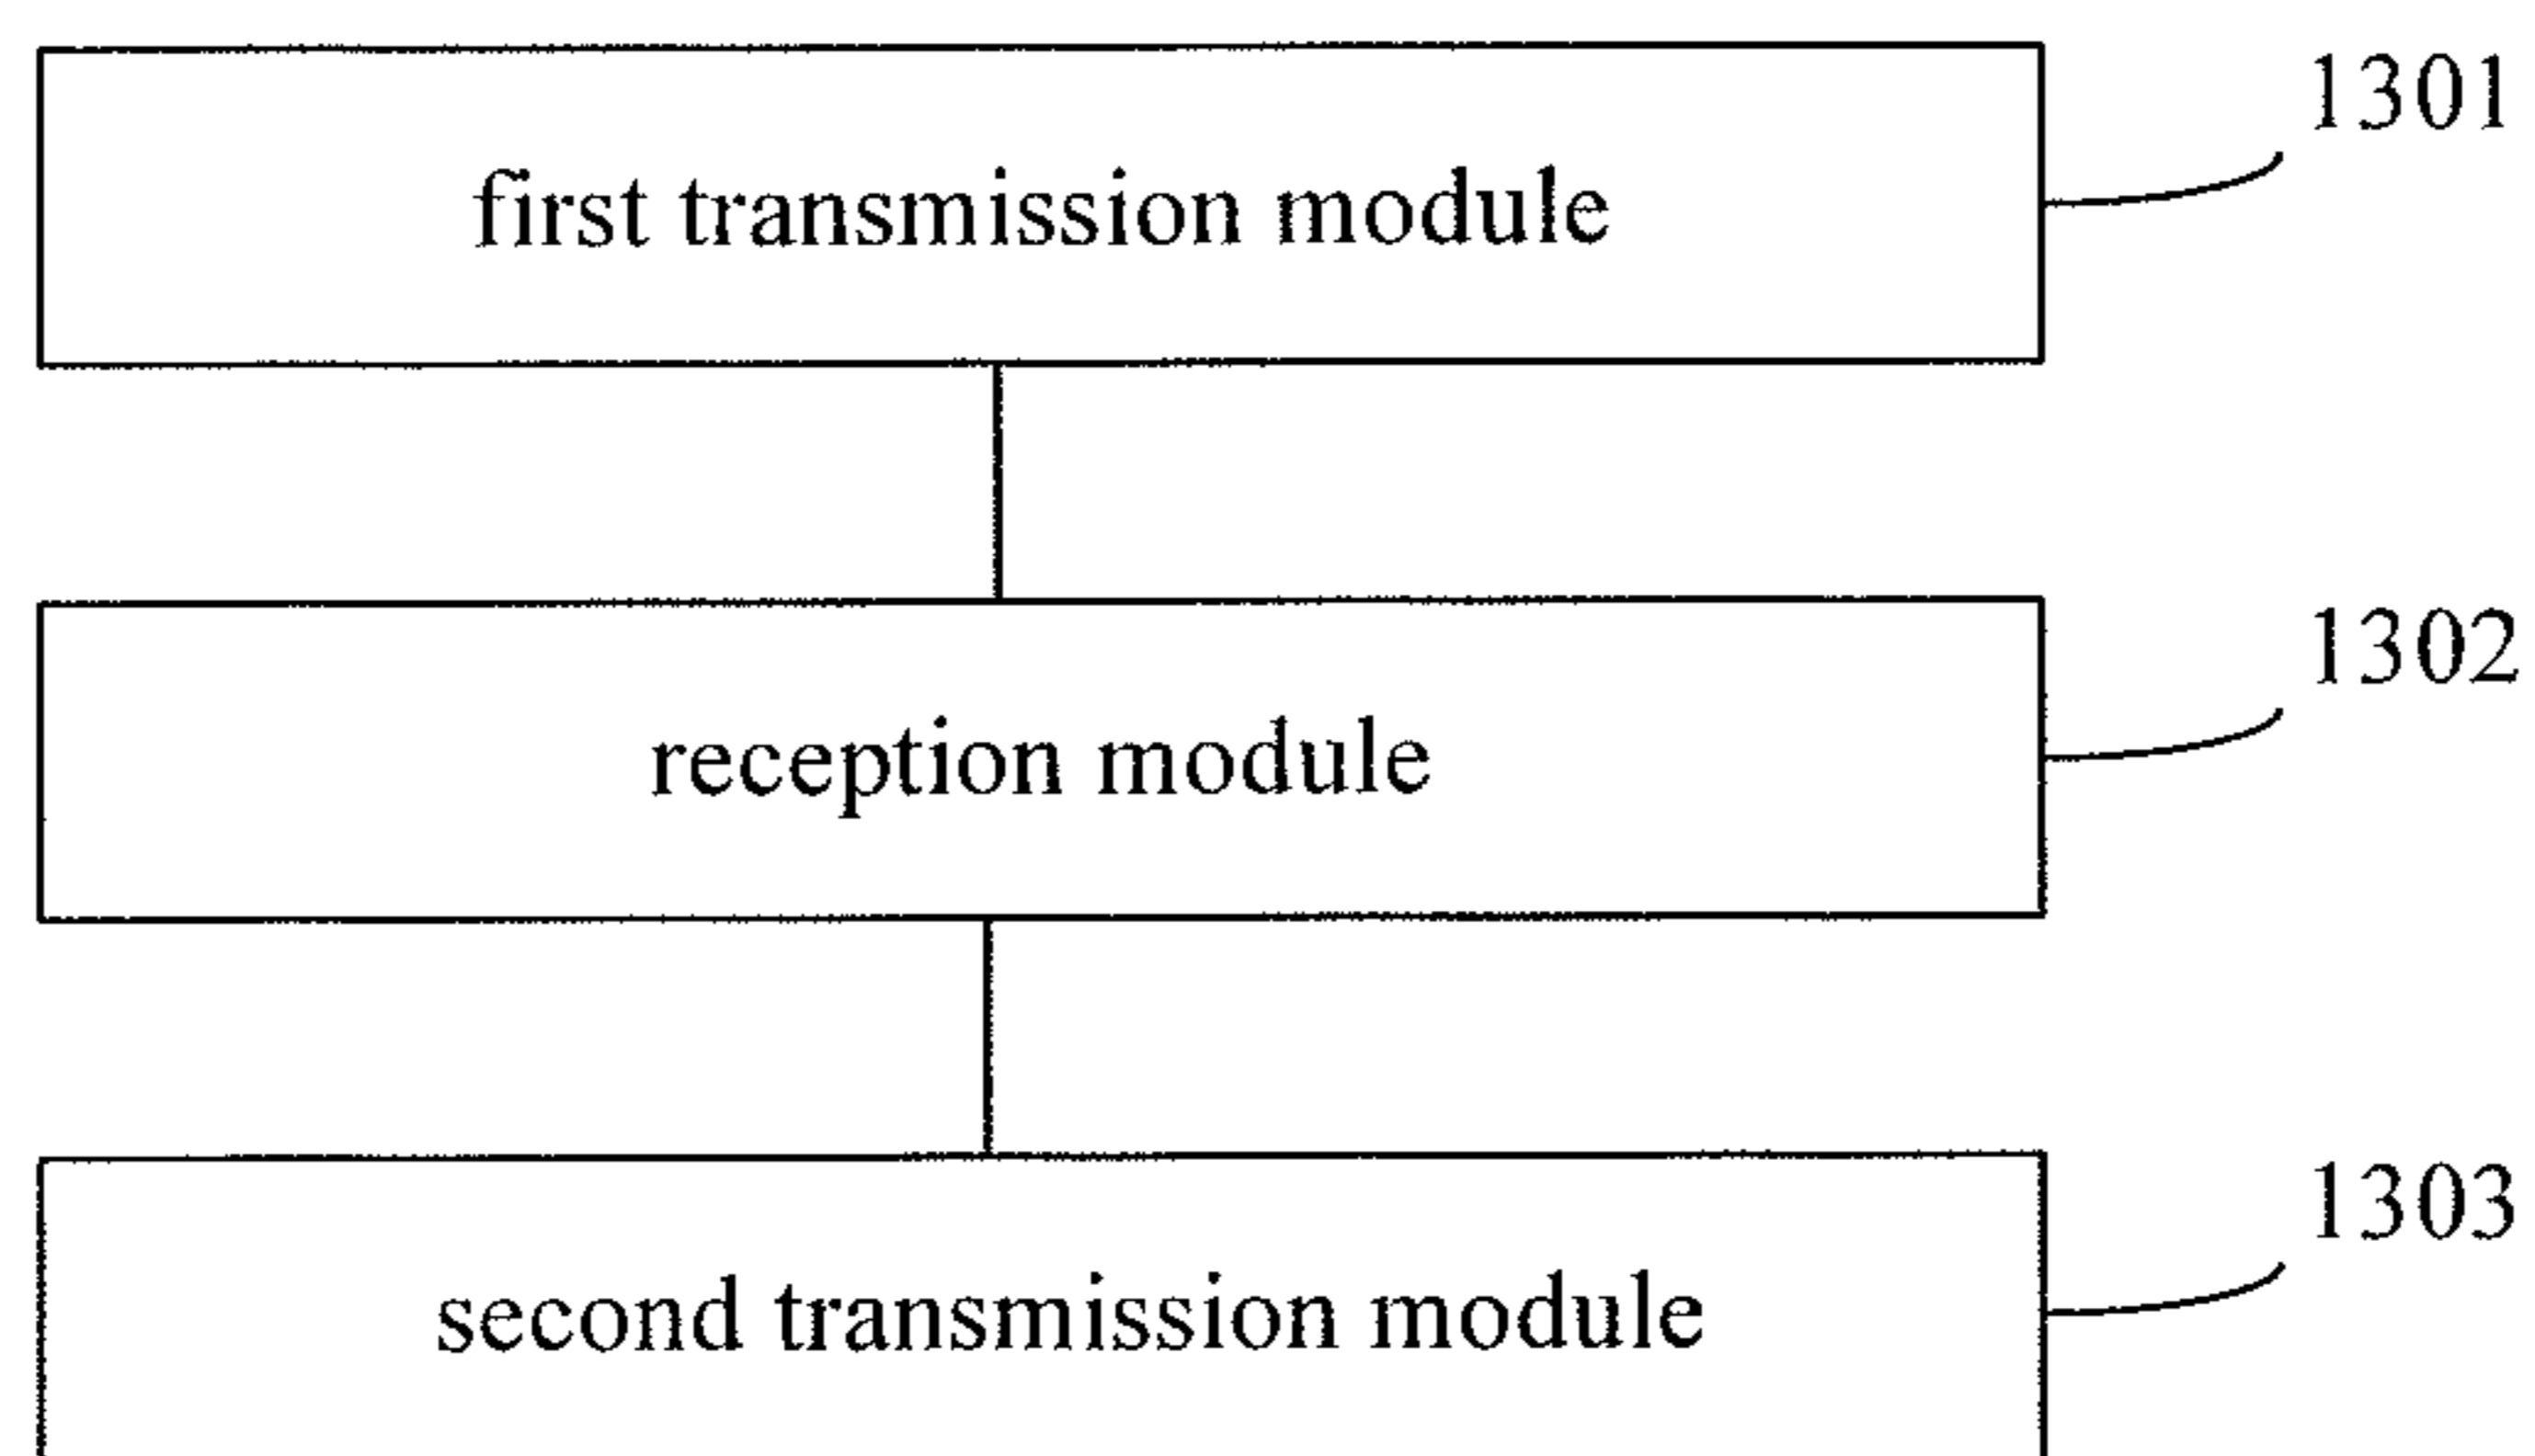 1301
first transmission module
1302
reception module
1303
second transmission module